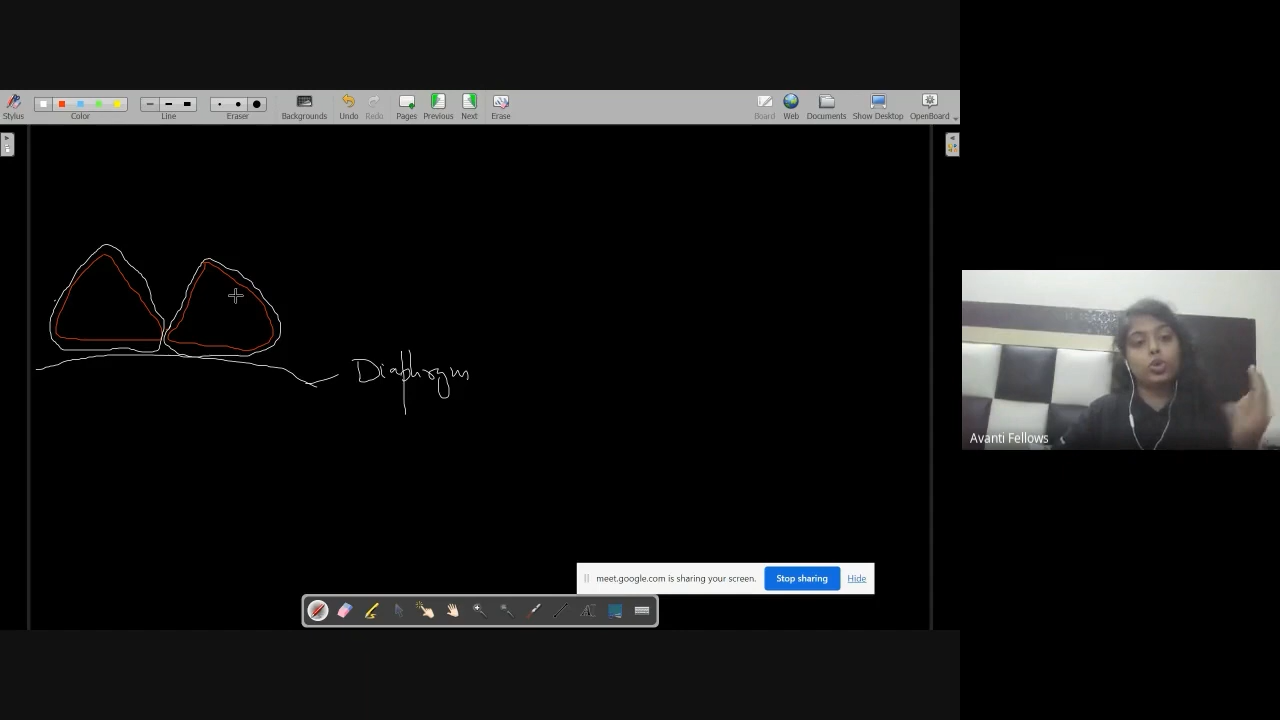 Stylus
Color
Line
Eraser
Backgrounds
Undo
Redo
Pages
Previous
Next
Erase
Board
Web
Documents
Show Desktop
OpenBoard
Diaphrgm
Avanti Fellows
meet.google.com is sharing your screen.
Stop sharing
Hide